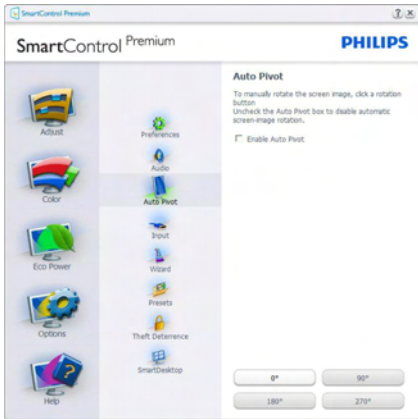 SmartControl Premium
? ×
SmartControl Premium
PHILIPS
Adjust
Color
Eco Power
Options
Help
Preferences
Audio
Auto Pivot
Input
Wizard
Presets
Theft Deterrence
SmartDesktop
Auto Pivot
To manually rotate the screen image, click a rotation
button
Uncheck the Auto Pivot box to disable automatic
screen-image rotation.
Enable Auto Pivot
0° 90°
180° 270°